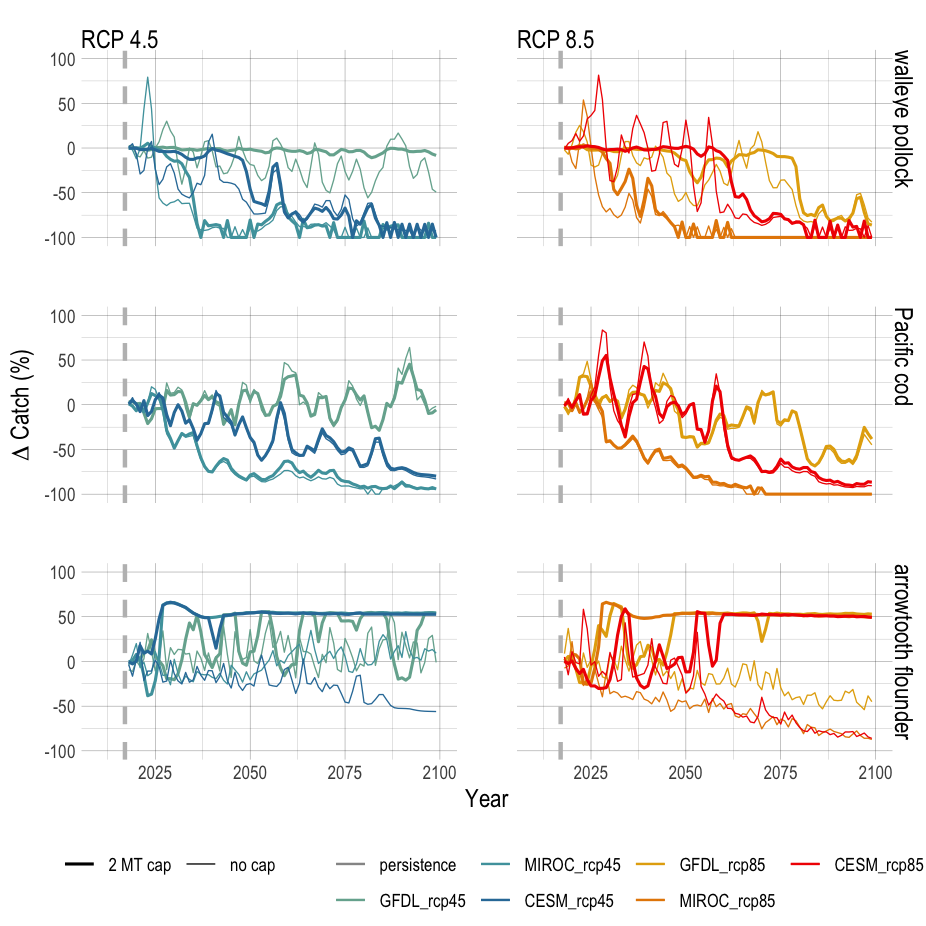 RCP 4.5
RCP 8.5
100
50
0
-50
-100
walleye pollock
100
50
0
-50
-100
Pacific cod
100
50
0
-50
-100
arrowtooth flounder
Δ Catch (%)
2025 2050 2075 2100
2025 2050 2075 2100
Year
2 MT cap no cap persistence MIROC_rcp45 GFDL_rcp85 CESM_rcp85
GFDL_rcp45 CESM_rcp45 MIROC_rcp85